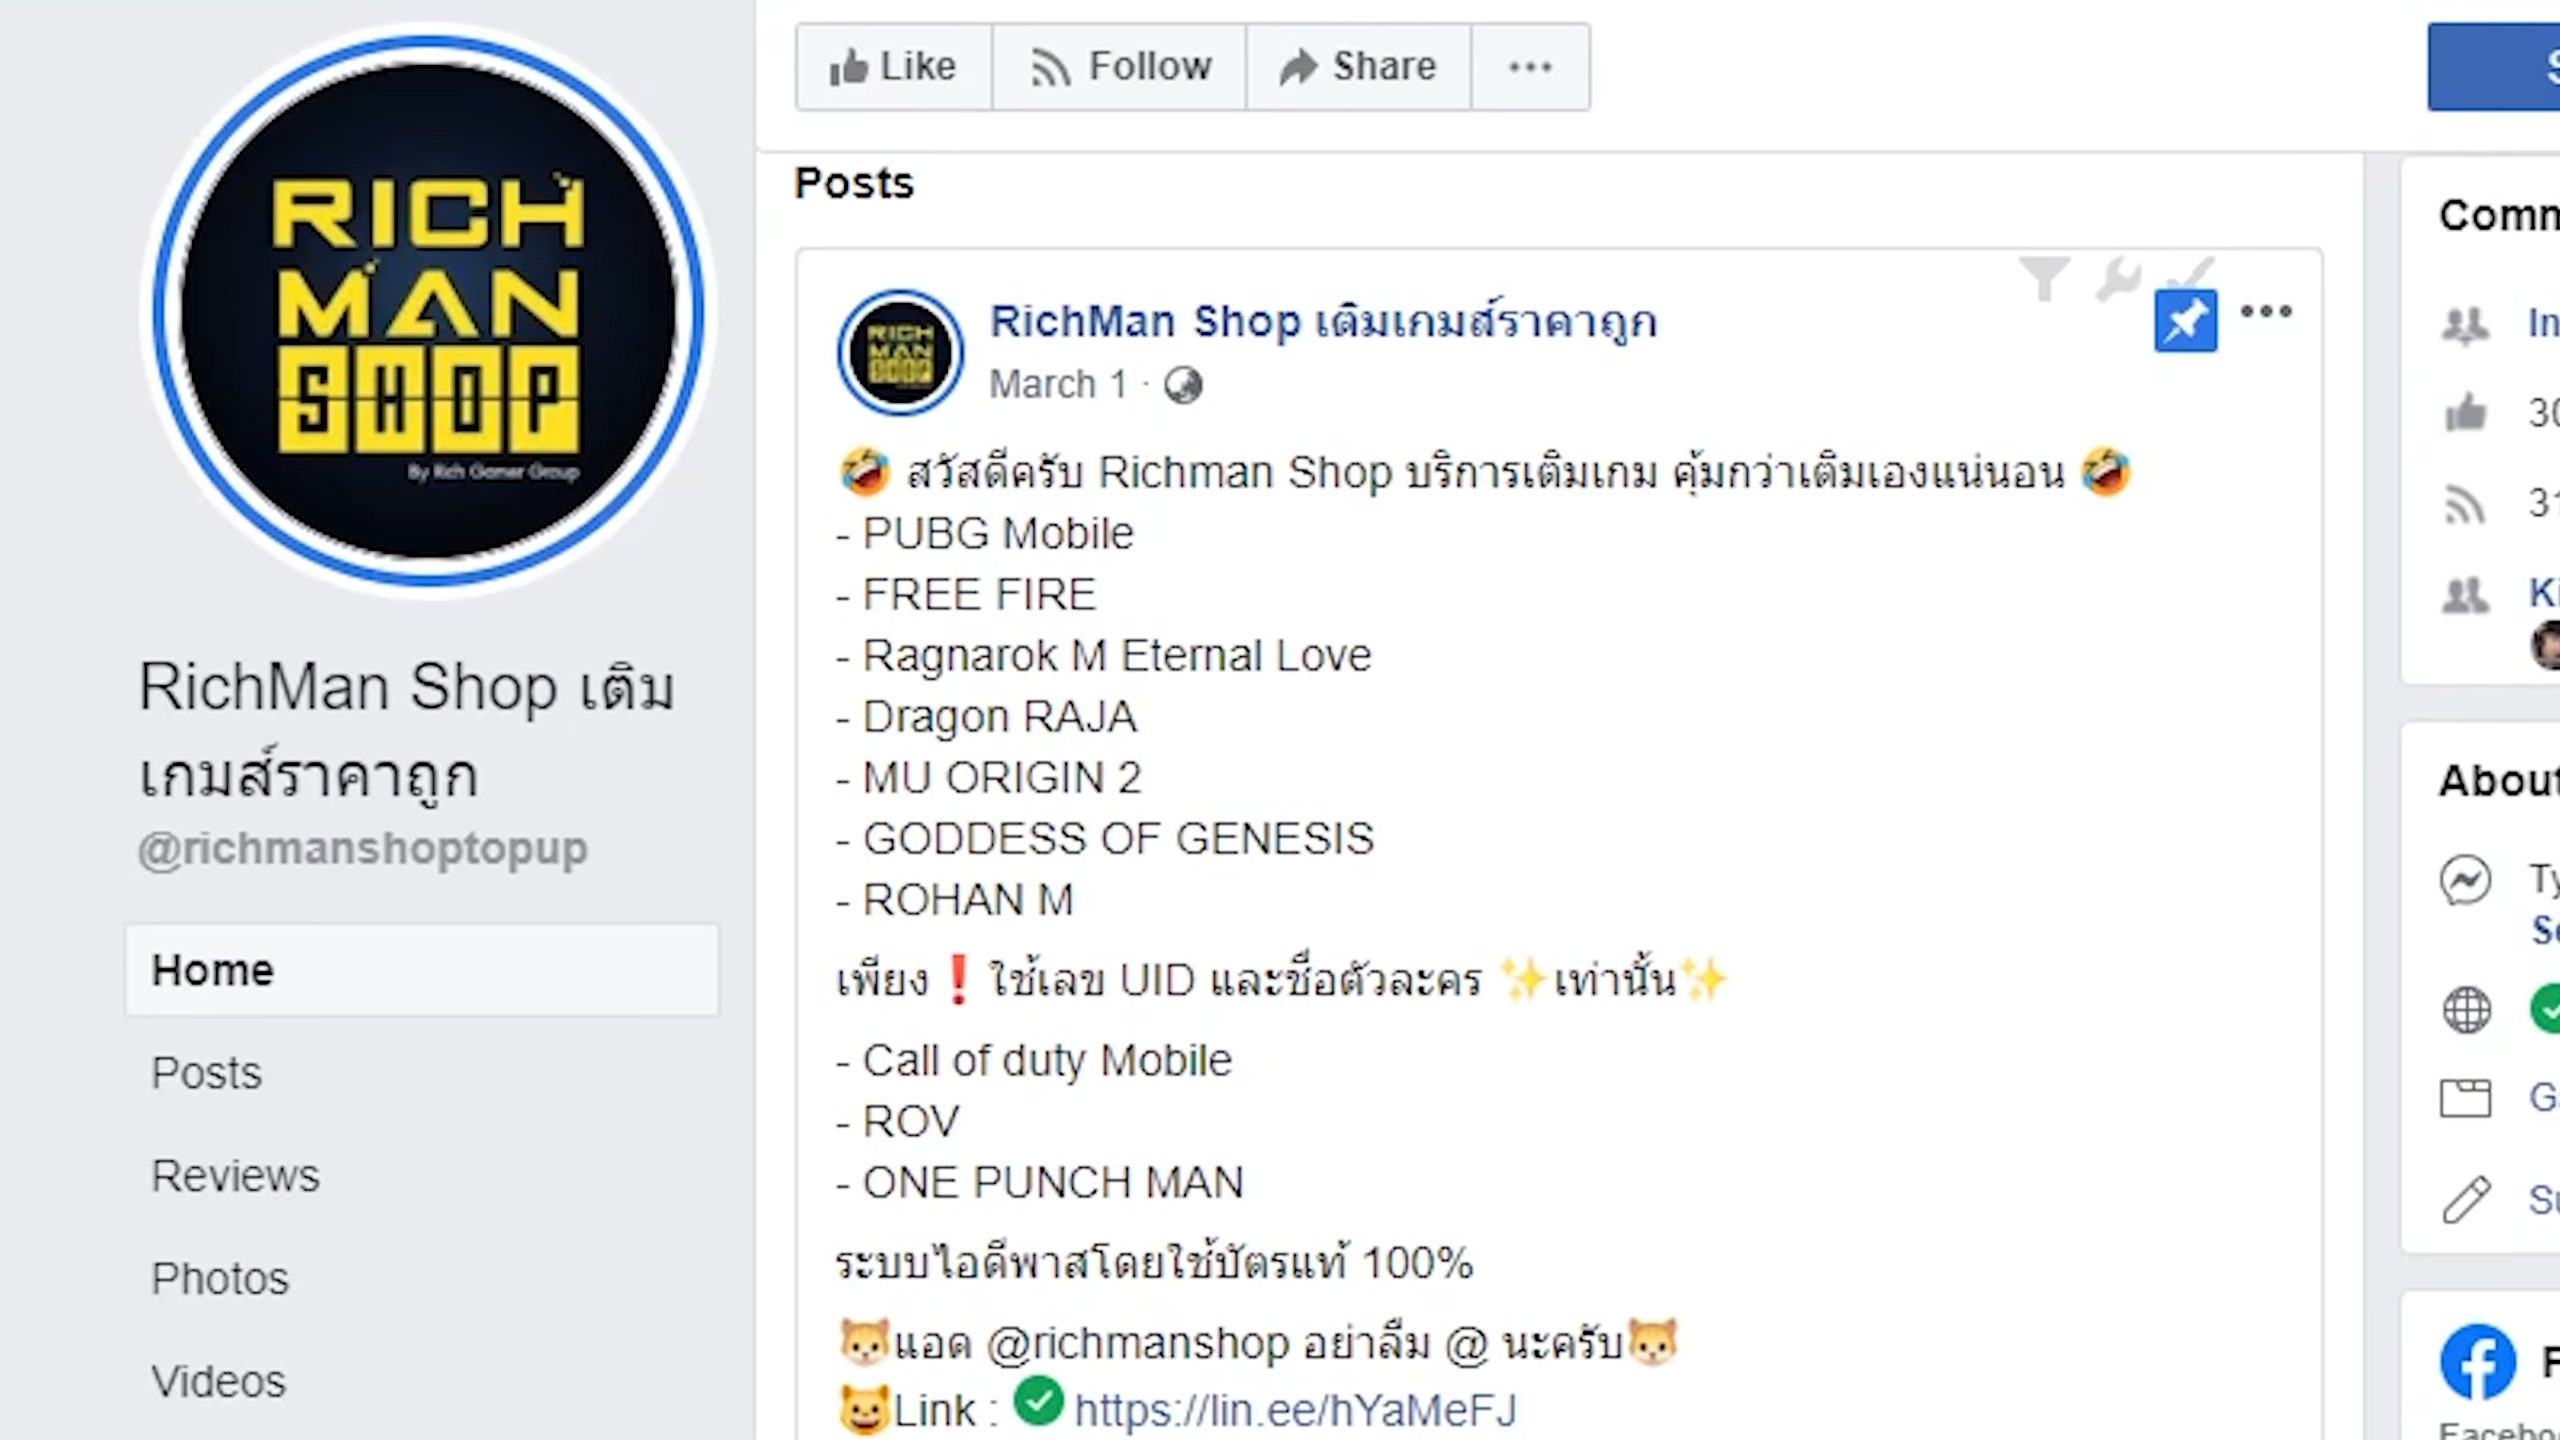 RICH
MAN
SHOP
By Rich Gamer Group
RichMan Shop เติม
เกมส์ราคาถูก
@richmanshoptopup
Home
Posts
Reviews
Photos
Videos
Like
Follow
Share
Posts
RichMan Shop เติมเกมส์ราคาถูก
March 1 ·
🤣 สวัสดีครับ Richman Shop บริการเติมเกม คุ้มกว่าเติมเองแน่นอน 🤣
- PUBG Mobile
- FREE FIRE
- Ragnarok M Eternal Love
- Dragon RAJA
- MU ORIGIN 2
- GODDESS OF GENESIS
- ROHAN M
เพียง❗ ใช้เลข UID และชื่อตัวละคร ✨เท่านั้น✨
- Call of duty Mobile
- ROV
- ONE PUNCH MAN
ระบบไอดีพาสโดยใช้บัตรแท้ 100%
🐱แอด @richmanshop อย่าลืม @ นะครับ🐱
😺Link : https://lin.ee/hYaMeFJ
About